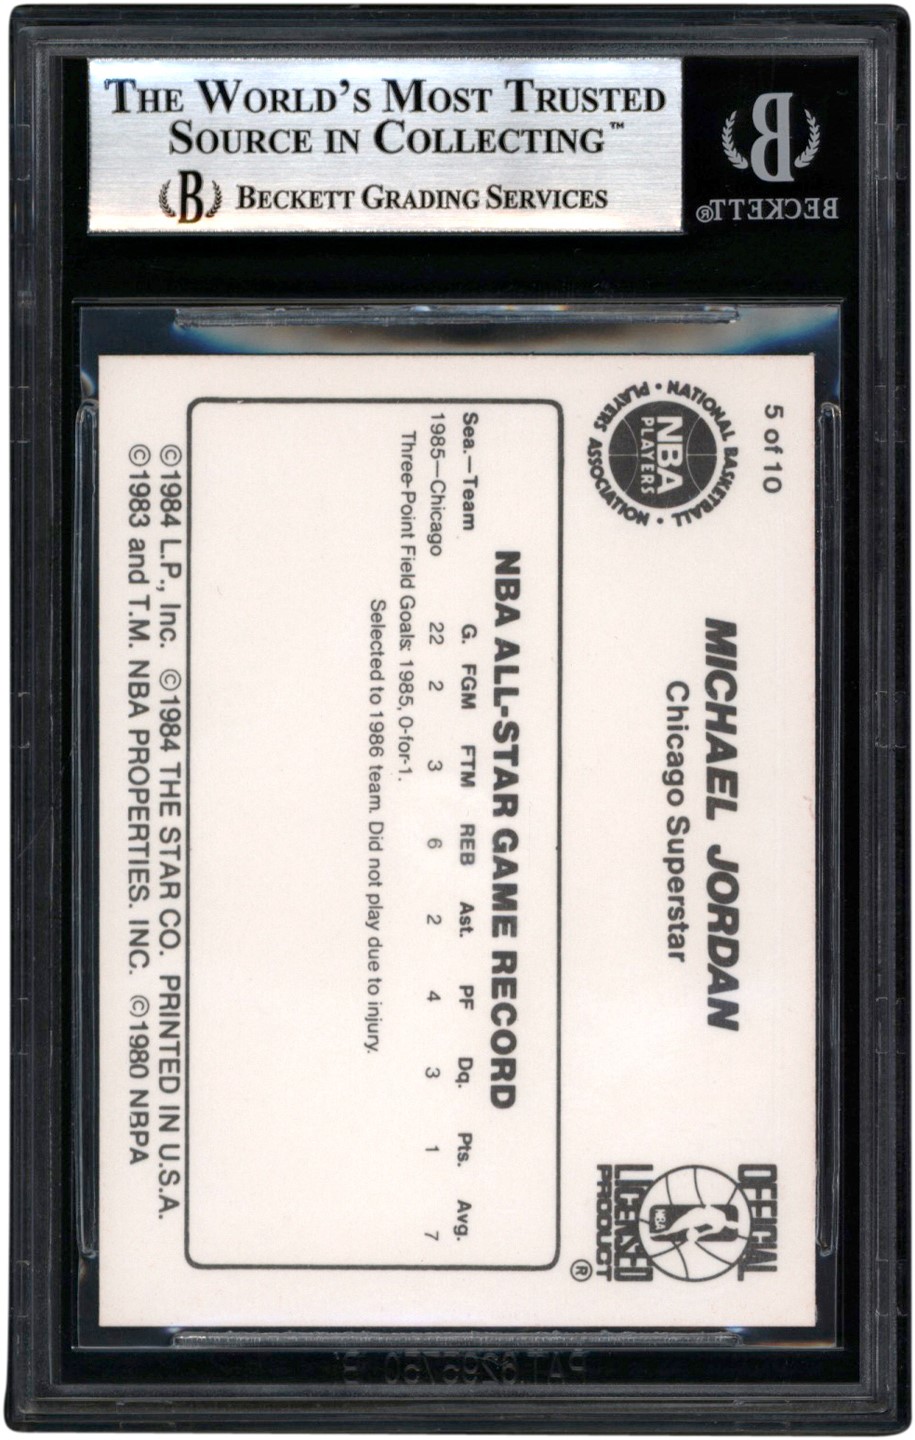 THE WORLD'S MOST TRUSTED
SOURCE IN COLLECTING™
B BECKETT GRADING SERVICES
B
BECKETT®
5 of 10
MICHAEL JORDAN
Chicago Superstar
NATIONAL BASKETBALL • PLAYERS ASSOCIATION •
NBA
PLAYERS
OFFICIAL
NBA
LICENSED
PRODUCT
®
NBA ALL-STAR GAME RECORD
Sea.—Team G. FGM FTM REB Ast. PF Dq. Pts. Avg.
1985—Chicago 22 2 3 6 2 4 3 1 7
Three-Point Field Goals: 1985, 0-for-1.
Selected to 1986 team. Did not play due to injury.
©1984 L.P., Inc. ©1984 THE STAR CO. PRINTED IN U.S.A.
©1983 and T.M. NBA PROPERTIES. INC. ©1980 NBPA